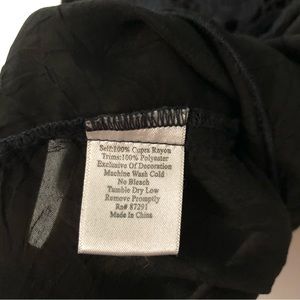 Self:100% Cupra Rayon
Trims:100% Polyester
Exclusive Of Decoration
Machine Wash Cold
No Bleach
Tumble Dry Low
Remove Promptly
Rn# 87291
Made In China